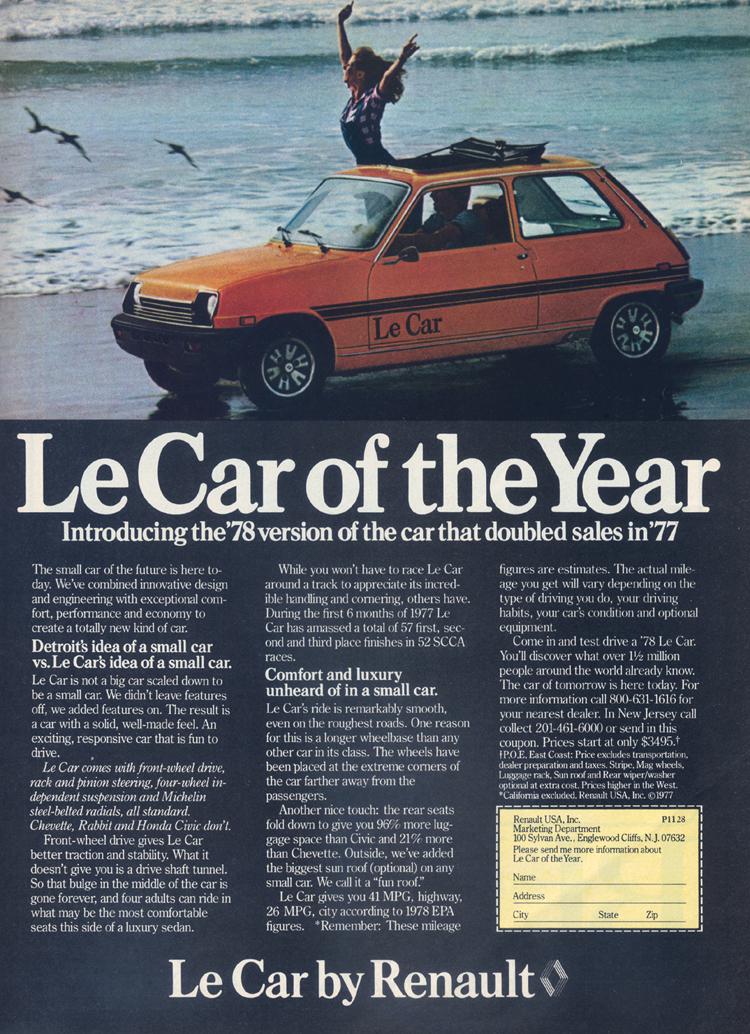 Le Car
Le Car of the Year
Introducing the '78 version of the car that doubled sales in '77
The small car of the future is here to-
day. We've combined innovative design
and engineering with exceptional com-
fort, performance and economy to
create a totally new kind of car.
Detroit's idea of a small car
vs. Le Car's idea of a small car.
Le Car is not a big car scaled down to
be a small car. We didn't leave features
off, we added features on. The result is
a car with a solid, well-made feel. An
exciting, responsive car that is fun to
drive.
Le Car comes with front-wheel drive,
rack and pinion steering, four-wheel in-
dependent suspension and Michelin
steel-belted radials, all standard.
Chevette, Rabbit and Honda Civic don't.
Front-wheel drive gives Le Car
better traction and stability. What it
doesn't give you is a drive shaft tunnel.
So that bulge in the middle of the car is
gone forever, and four adults can ride in
what may be the most comfortable
seats this side of a luxury sedan.
While you won't have to race Le Car
around a track to appreciate its incred-
ible handling and cornering, others have.
During the first 6 months of 1977 Le
Car has amassed a total of 57 first, sec-
ond and third place finishes in 52 SCCA
races.
Comfort and luxury
unheard of in a small car.
Le Car's ride is remarkably smooth,
even on the roughest roads. One reason
for this is a longer wheelbase than any
other car in its class. The wheels have
been placed at the extreme corners of
the car farther away from the
passengers.
Another nice touch: the rear seats
fold down to give you 96% more lug-
gage space than Civic and 21% more
than Chevette. Outside, we've added
the biggest sun roof (optional) on any
small car. We call it a "fun roof."
Le Car gives you 41 MPG, highway,
26 MPG, city according to 1978 EPA
figures. *Remember: These mileage
figures are estimates. The actual mile-
age you get will vary depending on the
type of driving you do, your driving
habits, your car's condition and optional
equipment.
Come in and test drive a '78 Le Car.
You'll discover what over 1½ million
people around the world already know.
The car of tomorrow is here today. For
more information call 800-631-1616 for
your nearest dealer. In New Jersey call
collect 201-461-6000 or send in this
coupon. Prices start at only $3495.†
†P.O.E. East Coast: Price excludes transportation,
dealer preparation and taxes. Stripe, Mag wheels,
Luggage rack, Sun roof and Rear wiper/washer
optional at extra cost. Prices higher in the West.
*California excluded. Renault USA, Inc. ©1977
Renault USA, Inc. P1128
Marketing Department
100 Sylvan Ave., Englewood Cliffs, N.J. 07632
Please send me more information about
Le Car of the Year.
Name
Address
City State Zip
Le Car by Renault